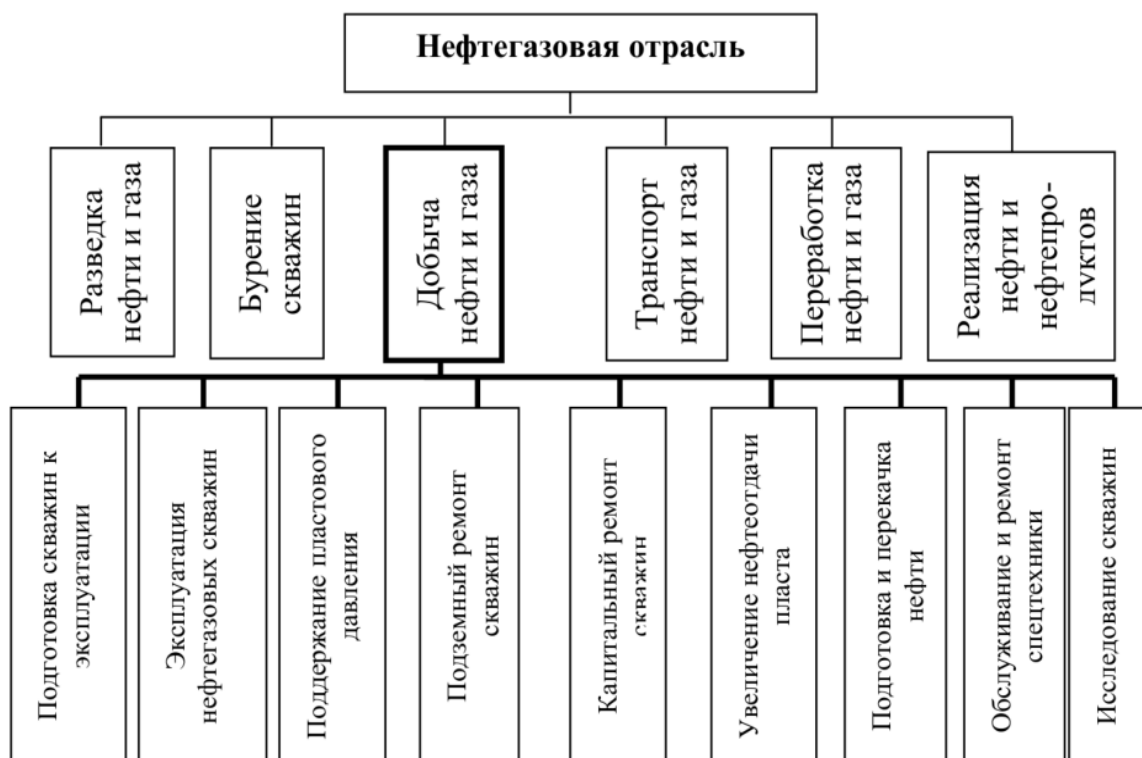 Нефтегазовая отрасль
Разведка
нефти и газа
Бурение
скважин
Добыча
нефти и газа
Транспорт
нефти и газа
Переработка
нефти и газа
Реализация
нефти и
нефтепро-
дуктов
Подготовка скважин к
эксплуатации
Эксплуатация
нефтегазовых скважин
Поддержание пластового
давления
Подземный ремонт
скважин
Капитальный ремонт
скважин
Увеличение нефтеотдачи
пласта
Подготовка и перекачка
нефти
Обслуживание и ремонт
спецтехники
Исследование скважин